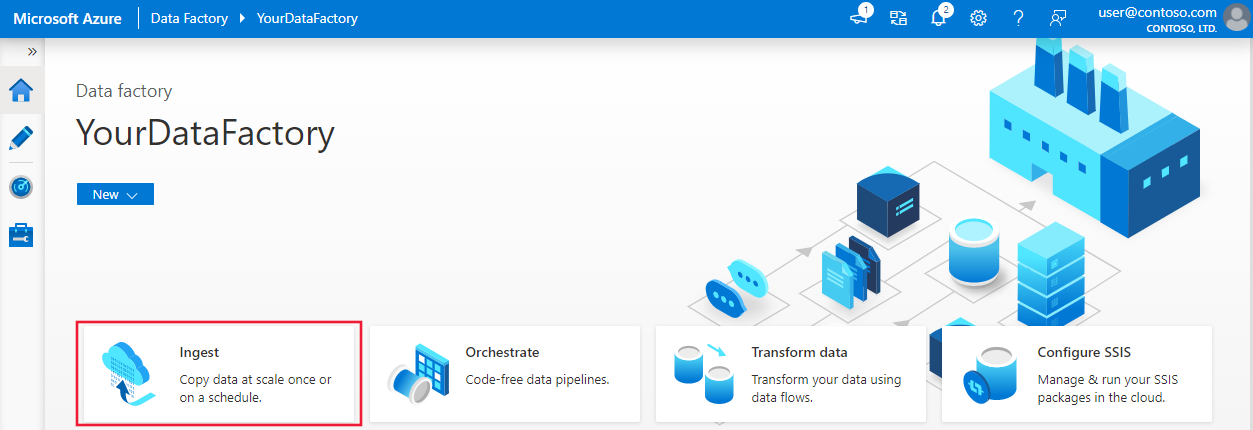 Microsoft Azure Data Factory YourDataFactory 1 2 user@contoso.com
CONTOSO, LTD.
»
Data factory
YourDataFactory
New
Ingest
Copy data at scale once or
on a schedule.
Orchestrate
Code-free data pipelines.
Transform data
Transform your data using
data flows.
Configure SSIS
Manage & run your SSIS
packages in the cloud.